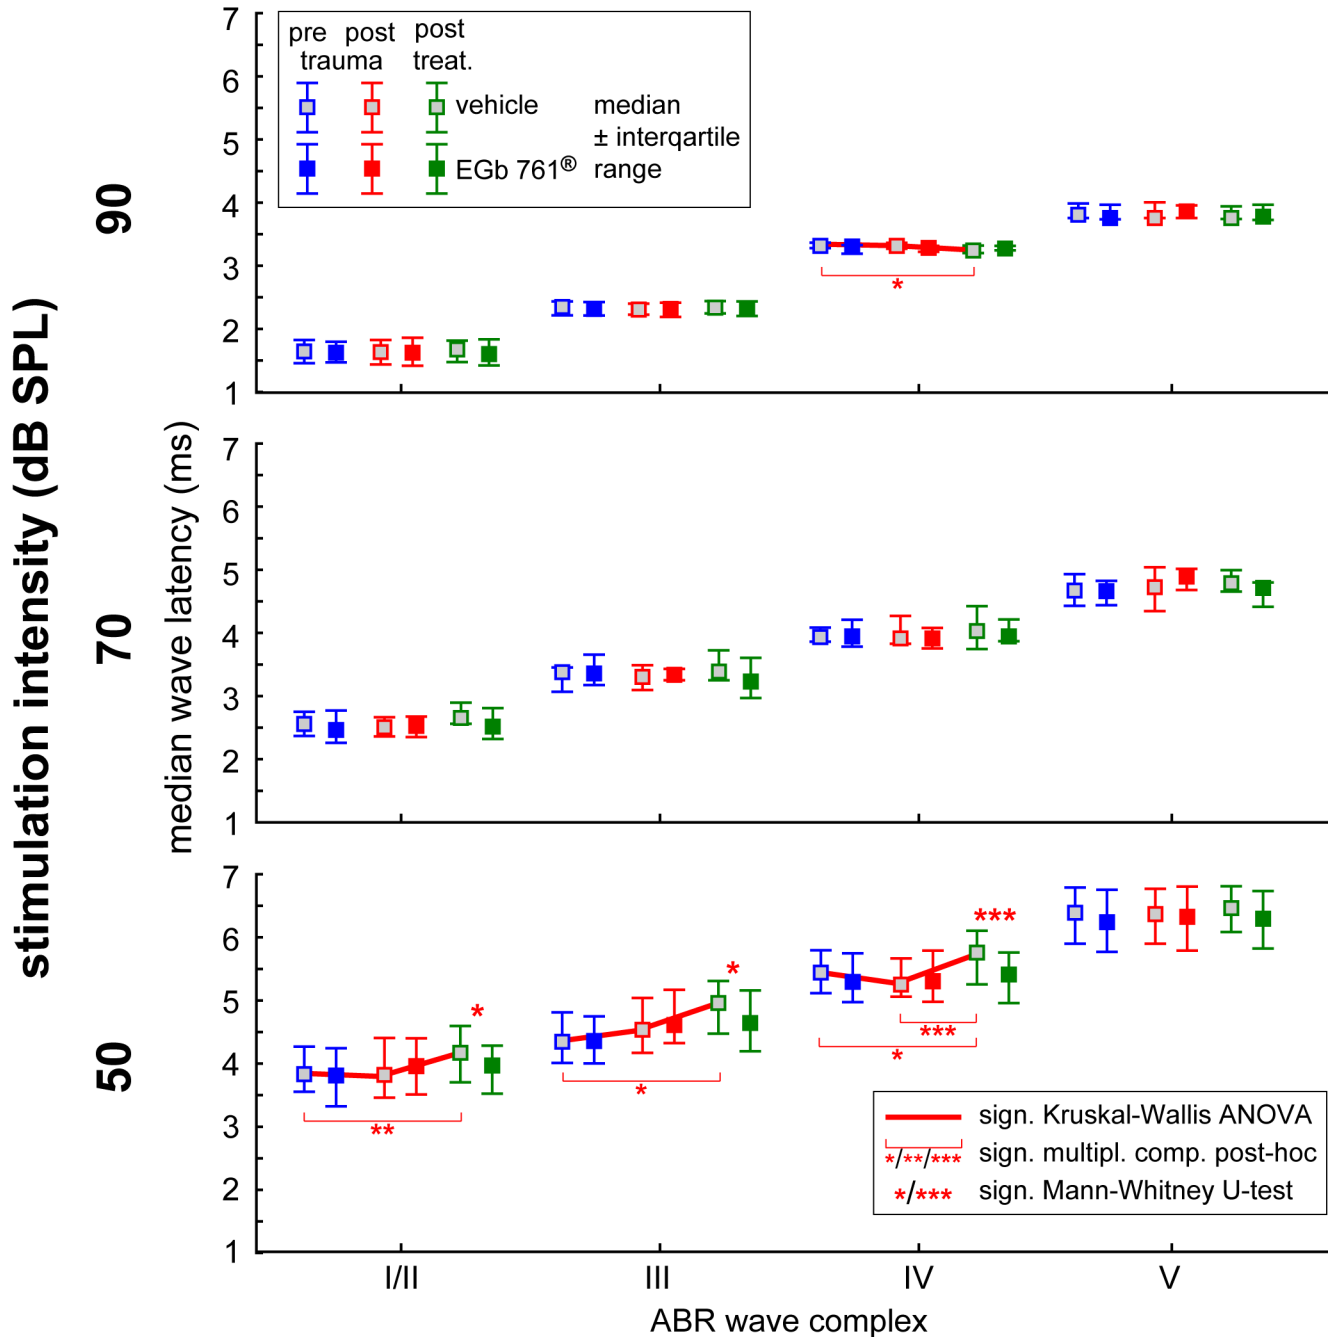 stimulation intensity (dB SPL)
90
70
50
median wave latency (ms)
7
6
5
4
3
2
1
pre post post
trauma treat.
vehicle median
± interqartile
EGb 761® range
*
7
6
5
4
3
2
1
7
6
5
4
3
2
1
*
**
*
*
***
***
*
sign. Kruskal-Wallis ANOVA
*/**/*** sign. multipl. comp. post-hoc
*/*** sign. Mann-Whitney U-test
I/II III IV V
ABR wave complex